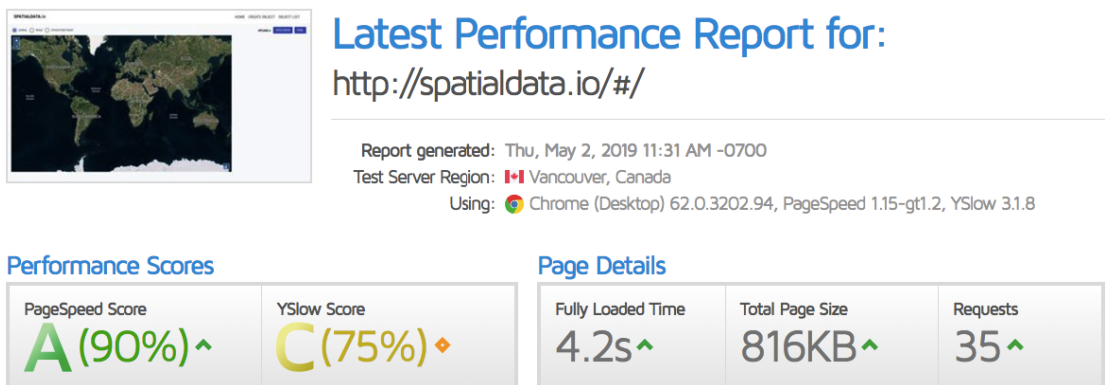 SPATIALDATA.io
HOME CREATE OBJECT OBJECT LIST
Latest Performance Report for:
http://spatialdata.io/#/
Report generated: Thu, May 2, 2019 11:31 AM -0700
Test Server Region: Vancouver, Canada
Using: Chrome (Desktop) 62.0.3202.94, PageSpeed 1.15-gt1.2, YSlow 3.1.8
Performance Scores
Page Details
PageSpeed Score
YSlow Score
Fully Loaded Time
Total Page Size
Requests
A (90%)
C (75%)
4.2s
816KB
35